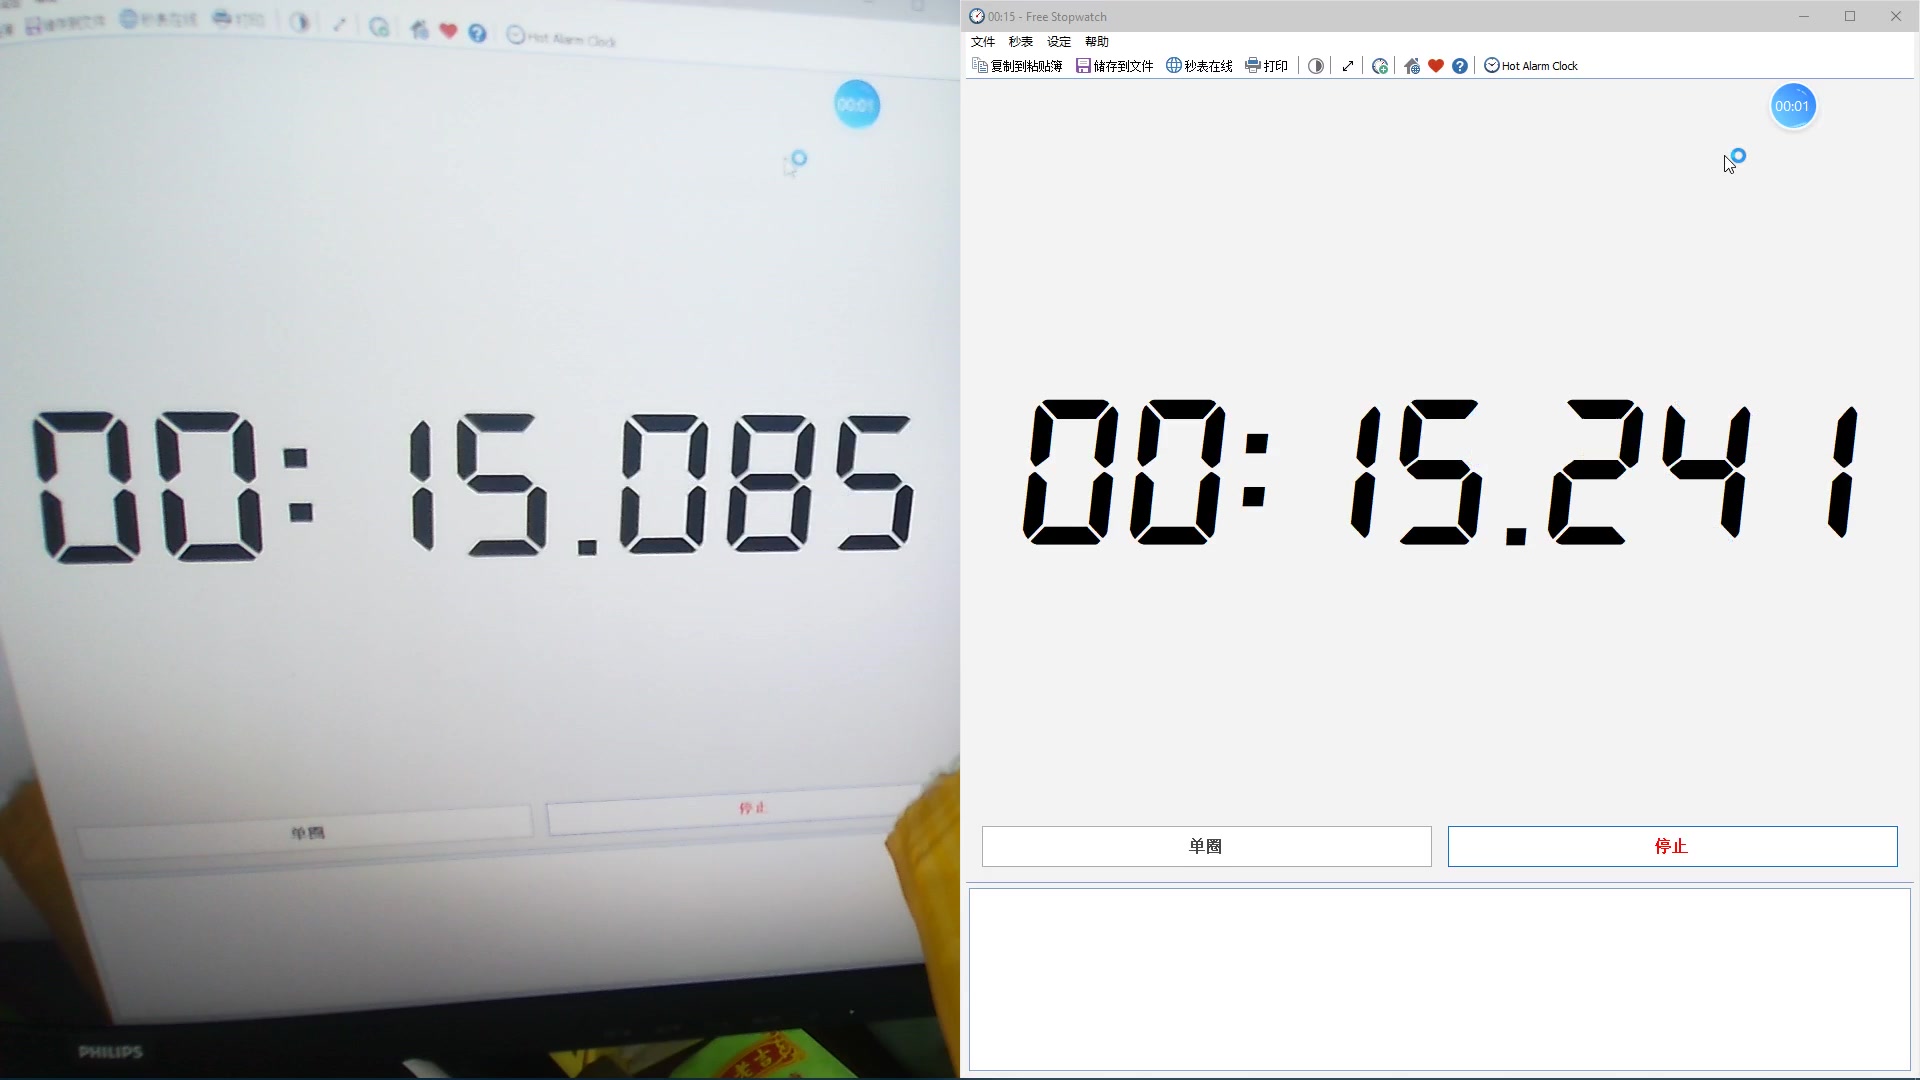 储存到文件 秒表在线 打印 Hot Alarm Clock
00:01
00:15.085
单圈 停止
PHILIPS
老吉
00:15 - Free Stopwatch
文件 秒表 设定 帮助
复制到粘贴簿 储存到文件 秒表在线 打印 Hot Alarm Clock
00:01
00:15.241
单圈 停止